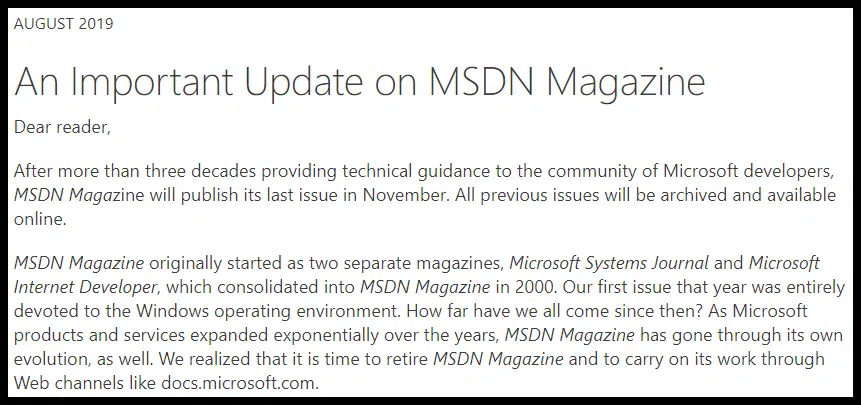 AUGUST 2019
An Important Update on MSDN Magazine
Dear reader,
After more than three decades providing technical guidance to the community of Microsoft developers,
MSDN Magazine will publish its last issue in November. All previous issues will be archived and available
online.
MSDN Magazine originally started as two separate magazines, Microsoft Systems Journal and Microsoft
Internet Developer, which consolidated into MSDN Magazine in 2000. Our first issue that year was entirely
devoted to the Windows operating environment. How far have we all come since then? As Microsoft
products and services expanded exponentially over the years, MSDN Magazine has gone through its own
evolution, as well. We realized that it is time to retire MSDN Magazine and to carry on its work through
Web channels like docs.microsoft.com.